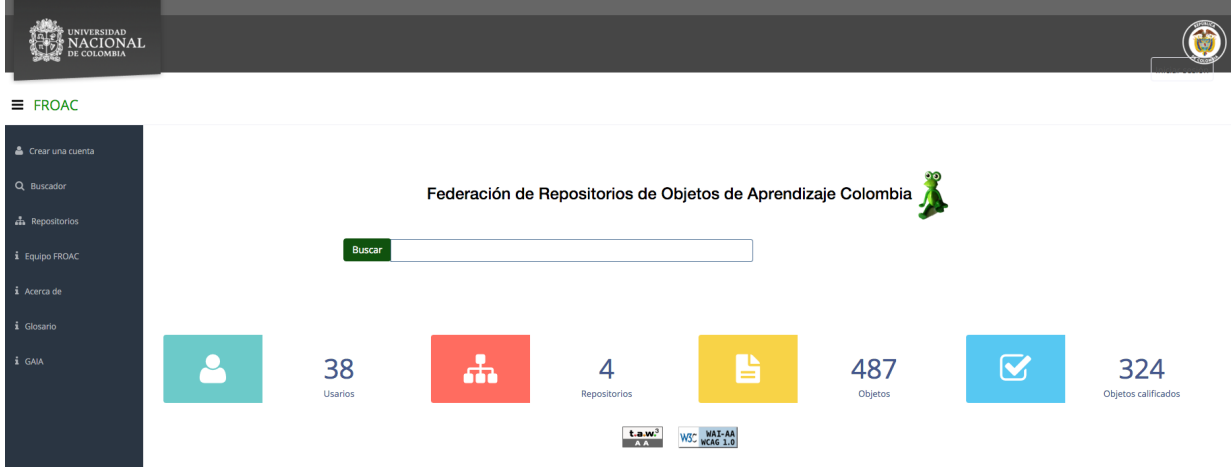 UNIVERSIDAD
NACIONAL
DE COLOMBIA
FROAC
Crear una cuenta
Buscador
Repositorios
Equipo FROAC
Acerca de
Glosario
GAIA
Federación de Repositorios de Objetos de Aprendizaje Colombia
Buscar
38
Usarios
4
Repositorios
487
Objetos
324
Objetos calificados
t.a.w.3
A A
W3C WAI-AA
WCAG 1.0